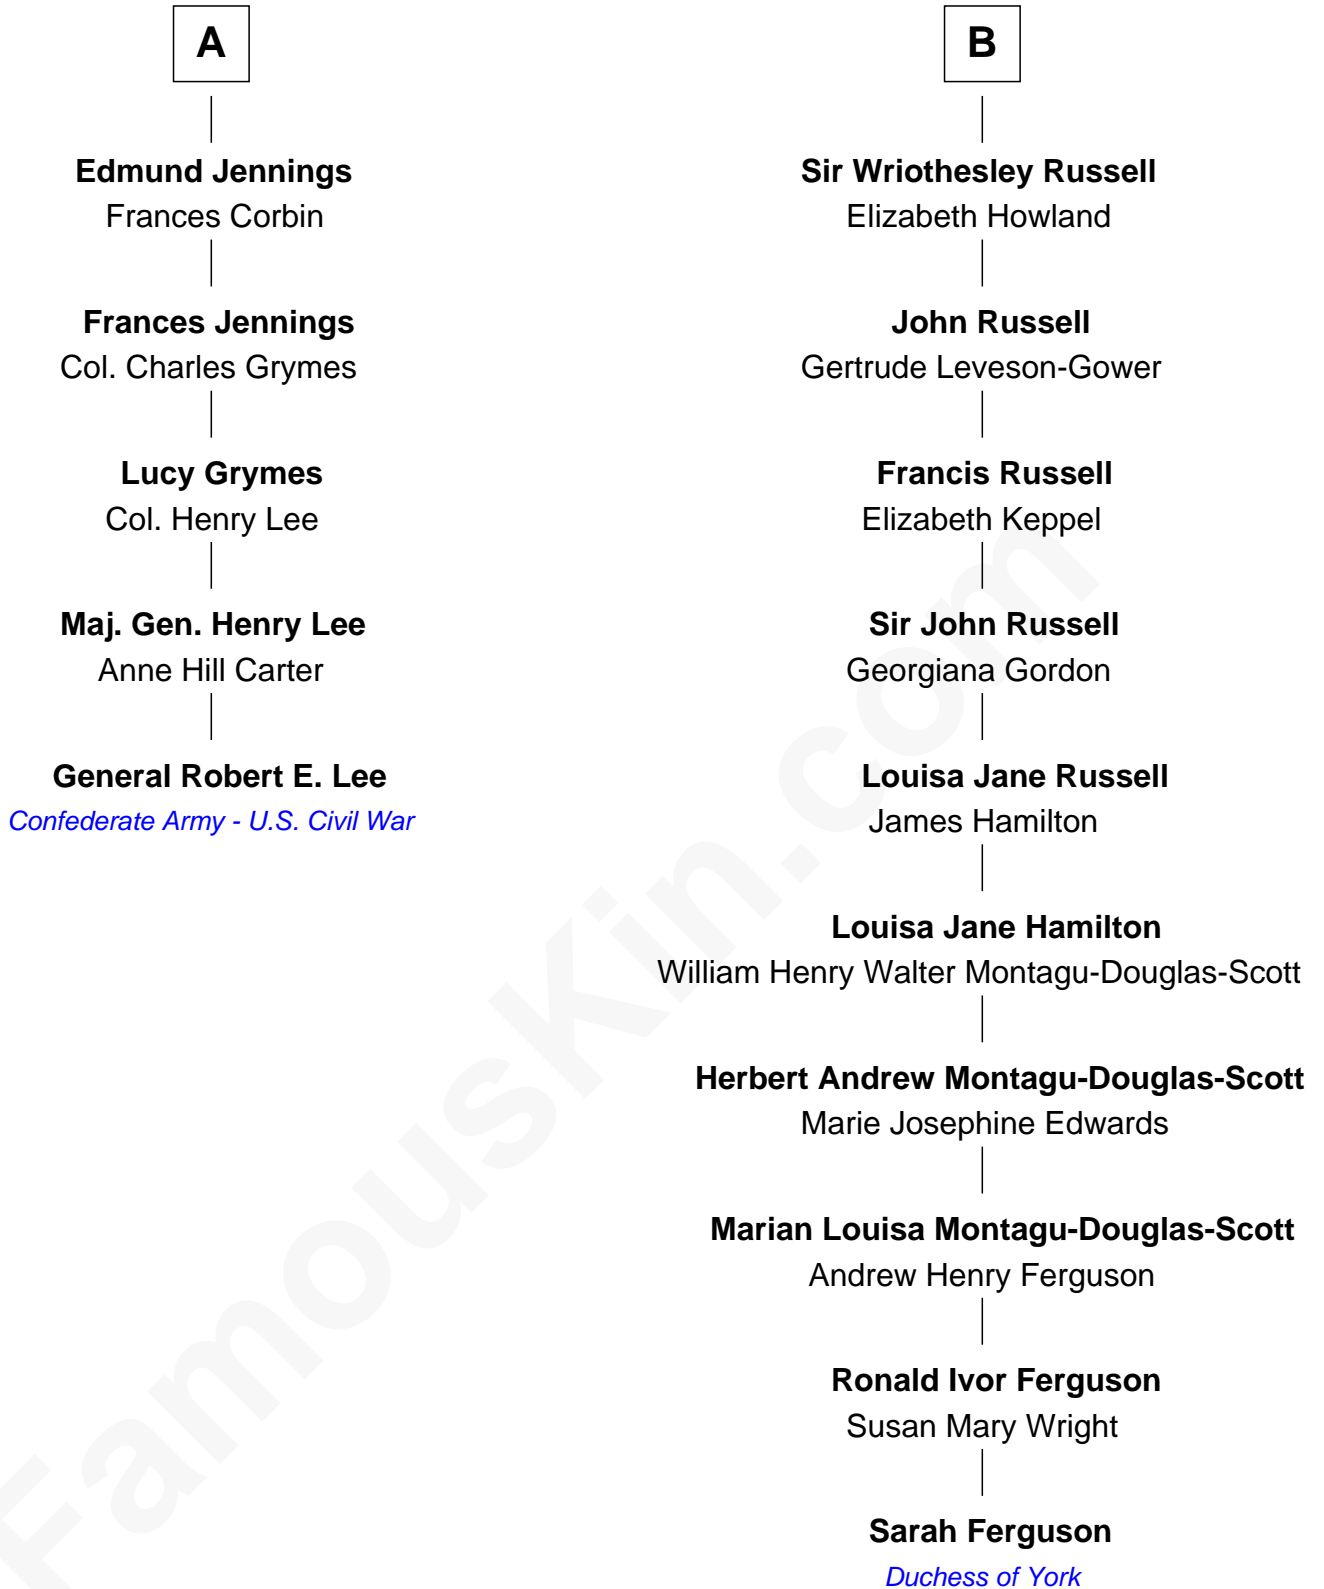 A
Edmund Jennings
Frances Corbin
Frances Jennings
Col. Charles Grymes
Lucy Grymes
Col. Henry Lee
Maj. Gen. Henry Lee
Anne Hill Carter
General Robert E. Lee
Confederate Army - U.S. Civil War
B
Sir Wriothesley Russell
Elizabeth Howland
John Russell
Gertrude Leveson-Gower
Francis Russell
Elizabeth Keppel
Sir John Russell
Georgiana Gordon
Louisa Jane Russell
James Hamilton
Louisa Jane Hamilton
William Henry Walter Montagu-Douglas-Scott
Herbert Andrew Montagu-Douglas-Scott
Marie Josephine Edwards
Marian Louisa Montagu-Douglas-Scott
Andrew Henry Ferguson
Ronald Ivor Ferguson
Susan Mary Wright
Sarah Ferguson
Duchess of York
FamousKin.com